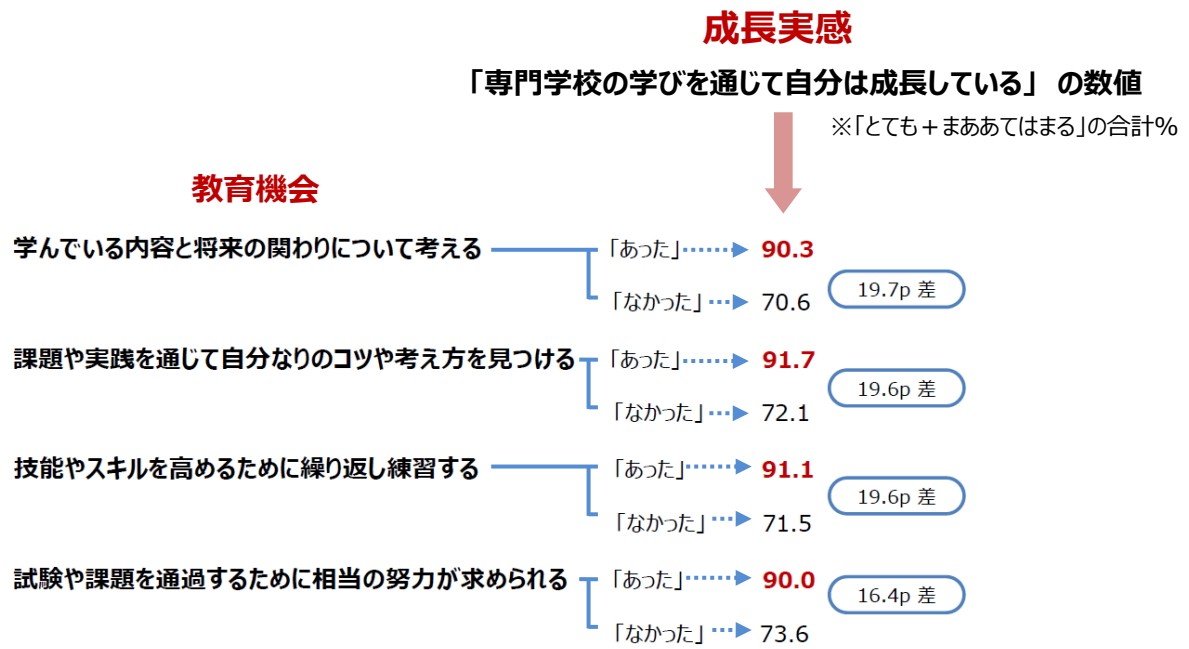 成長実感
「専門学校の学びを通じて自分は成長している」 の数値
※「とても＋まああてはまる」の合計%
教育機会
学んでいる内容と将来の関わりについて考える
「あった」
90.3
「なかった」
70.6
19.7p 差
課題や実践を通じて自分なりのコツや考え方を見つける
「あった」
91.7
「なかった」
72.1
19.6p 差
技能やスキルを高めるために繰り返し練習する
「あった」
91.1
「なかった」
71.5
19.6p 差
試験や課題を通過するために相当の努力が求められる
「あった」
90.0
「なかった」
73.6
16.4p 差